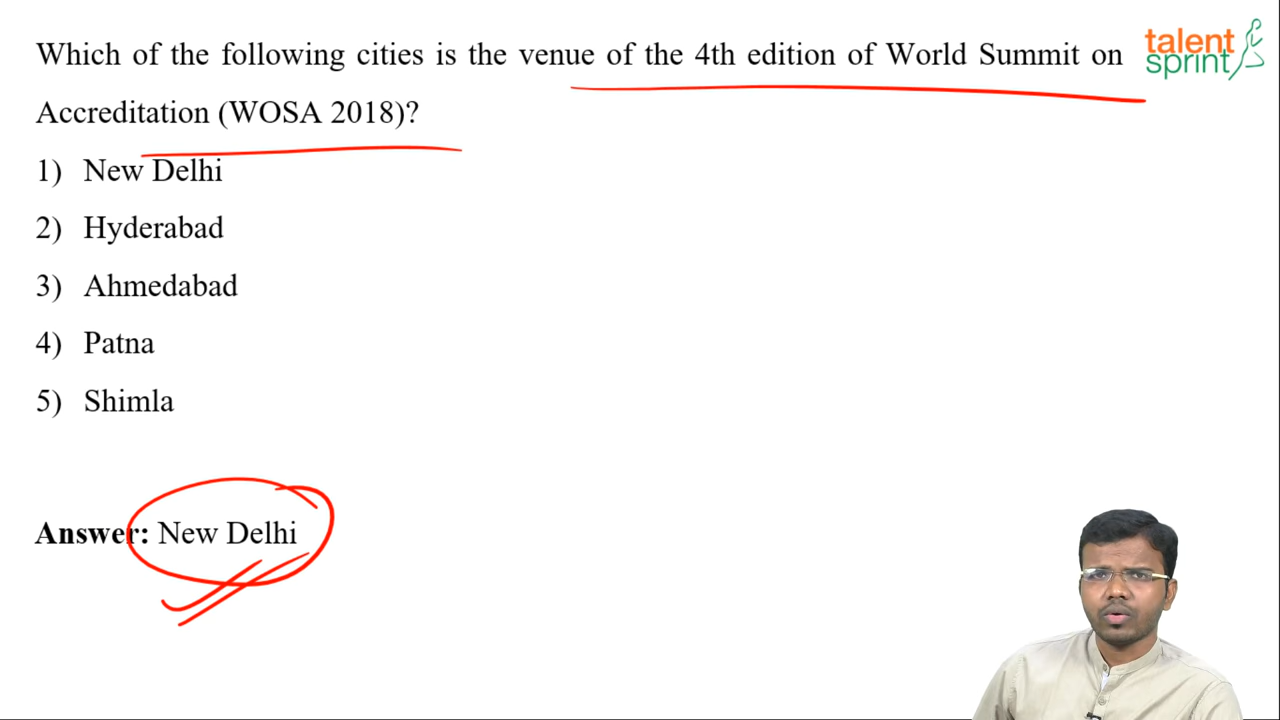 talent
sprint
Which of the following cities is the venue of the 4th edition of World Summit on
Accreditation (WOSA 2018)?
1) New Delhi
2) Hyderabad
3) Ahmedabad
4) Patna
5) Shimla
Answer: New Delhi